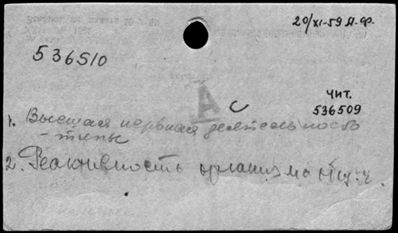 20/XI-59 А.Ф.
536510
А с
чит.
536509
1. Высшая нервная деятельность
- типы
2. Реактивность организма